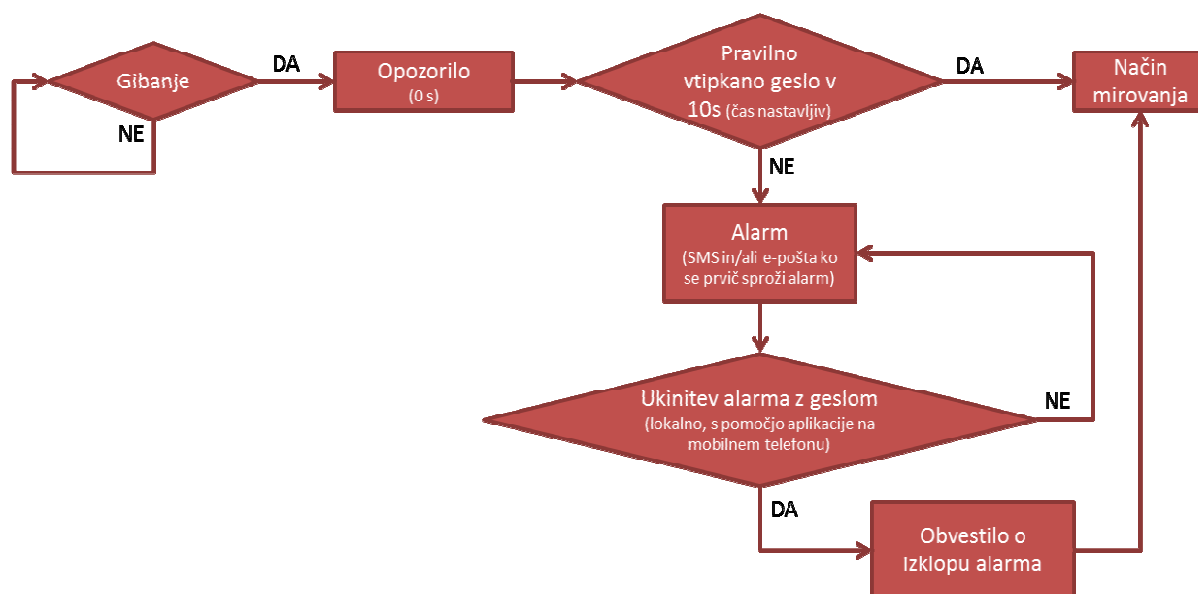 Gibanje
DA
NE
Opozorilo
(0 s)
Pravilno
vtipkano geslo v
10s (čas nastavljiv)
DA
Način
mirovanja
NE
Alarm
(SMS in/ali e-pošta ko
se prvič sproži alarm)
Ukinitev alarma z geslom
(lokalno, s pomočjo aplikacije na
mobilnem telefonu)
NE
DA
Obvestilo o
Izklopu alarma